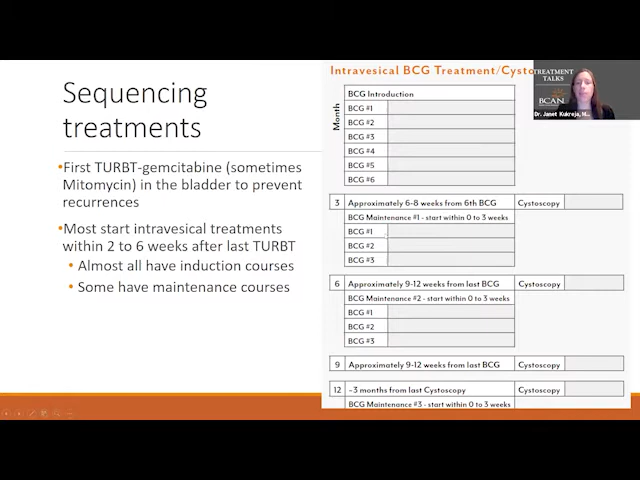 Sequencing
treatments
•First TURBT-gemcitabine (sometimes
Mitomycin) in the bladder to prevent
recurrences
•Most start intravesical treatments
within 2 to 6 weeks after last TURBT
• Almost all have induction courses
• Some have maintenance courses
Intravesical BCG Treatment/Cysto
Month
BCG Introduction
BCG #1
BCG #2
BCG #3
BCG #4
BCG #5
BCG #6
3 Approximately 6-8 weeks from 6th BCG Cystoscopy
BCG Maintenance #1 - start within 0 to 3 weeks
BCG #1
BCG #2
BCG #3
6 Approximately 9-12 weeks from last BCG Cystoscopy
BCG Maintenance #2 - start within 0 to 3 weeks
BCG #1
BCG #2
BCG #3
9 Approximately 9-12 weeks from last BCG Cystoscopy
12 ~3 months from last Cystoscopy Cystoscopy
BCG Maintenance #3 - start within 0 to 3 weeks
TREATMENT
TALKS
BCAN
Dr. Janet Kukreja, M...